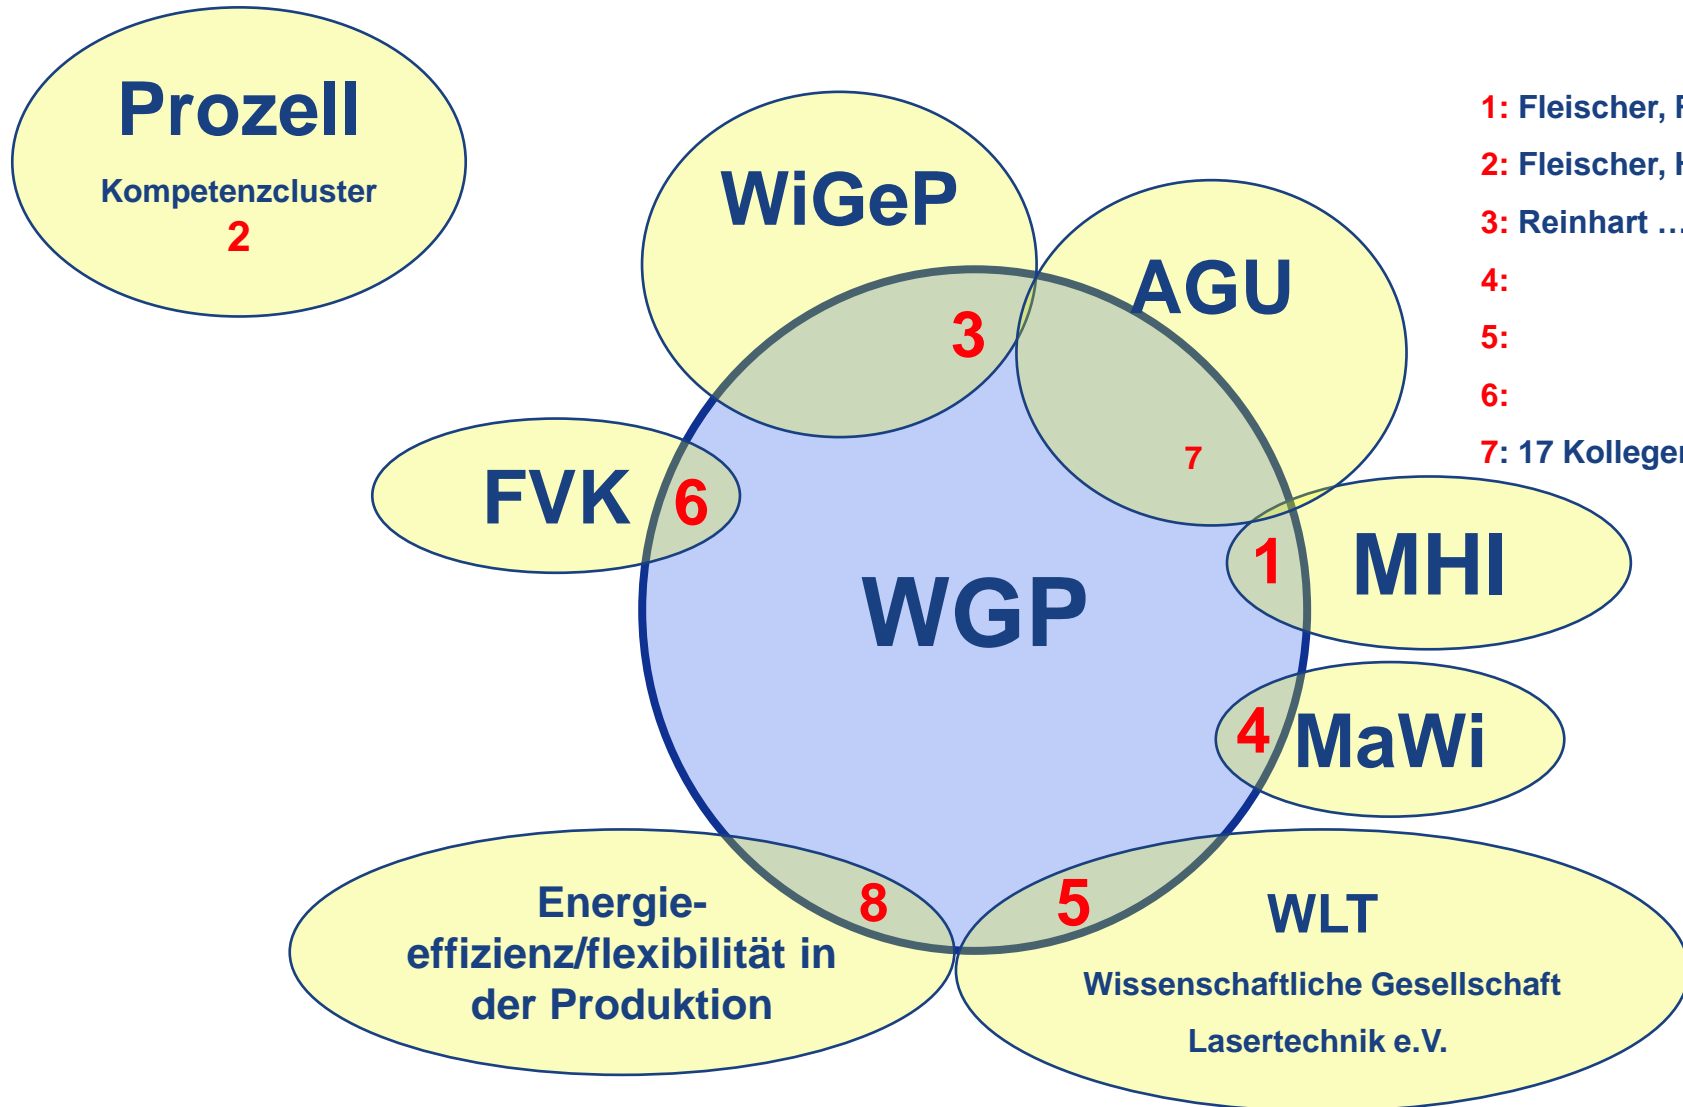 Prozell
Kompetenzcluster
2
WiGeP
3
AGU
7
1: Fleischer,
2: Fleischer,
3: Reinhart …
4:
5:
6:
7: 17
FVK
6
WGP
1
MHI
4
MaWi
Energie-
effizienz/flexibilität in
der Produktion
8
5
WLT
Wissenschaftliche Gesellschaft
Lasertechnik e.V.